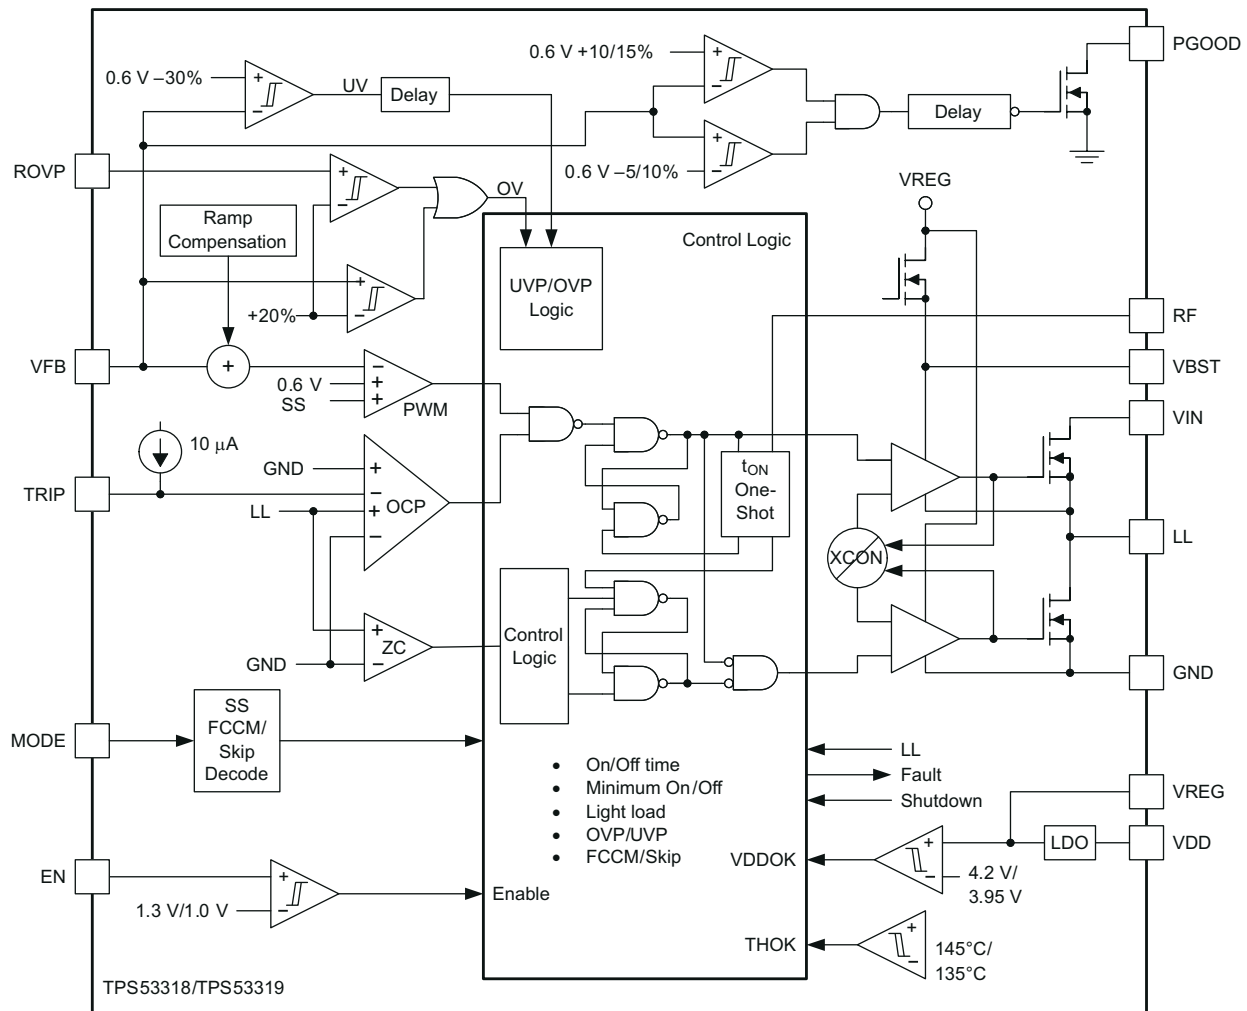 PGOOD
0.6 V +10/15%
0.6 V –30%
+
–
UV
Delay
+
–
+
–
0.6 V –5/10%
Delay
ROVP
+
–
OV
VREG
Ramp
Compensation
Control Logic
UVP/OVP
Logic
+
–
+20%
RF
VFB
+
–
+
+
0.6 V
SS
PWM
VBST
VIN
10 μA
TRIP
GND
LL
+
–
+
–
OCP
tON
One-
Shot
XCON
LL
Control
Logic
+
–
ZC
GND
GND
MODE
SS
FCCM/
Skip
Decode
LL
Fault
Shutdown
• On/Off time
• Minimum On/Off
• Light load
• OVP/UVP
• FCCM/Skip
VREG
VDD
LDO
VDDOK
+
–
4.2 V/
3.95 V
EN
+
–
1.3 V/1.0 V
Enable
THOK
+
–
145°C/
135°C
TPS53318/TPS53319